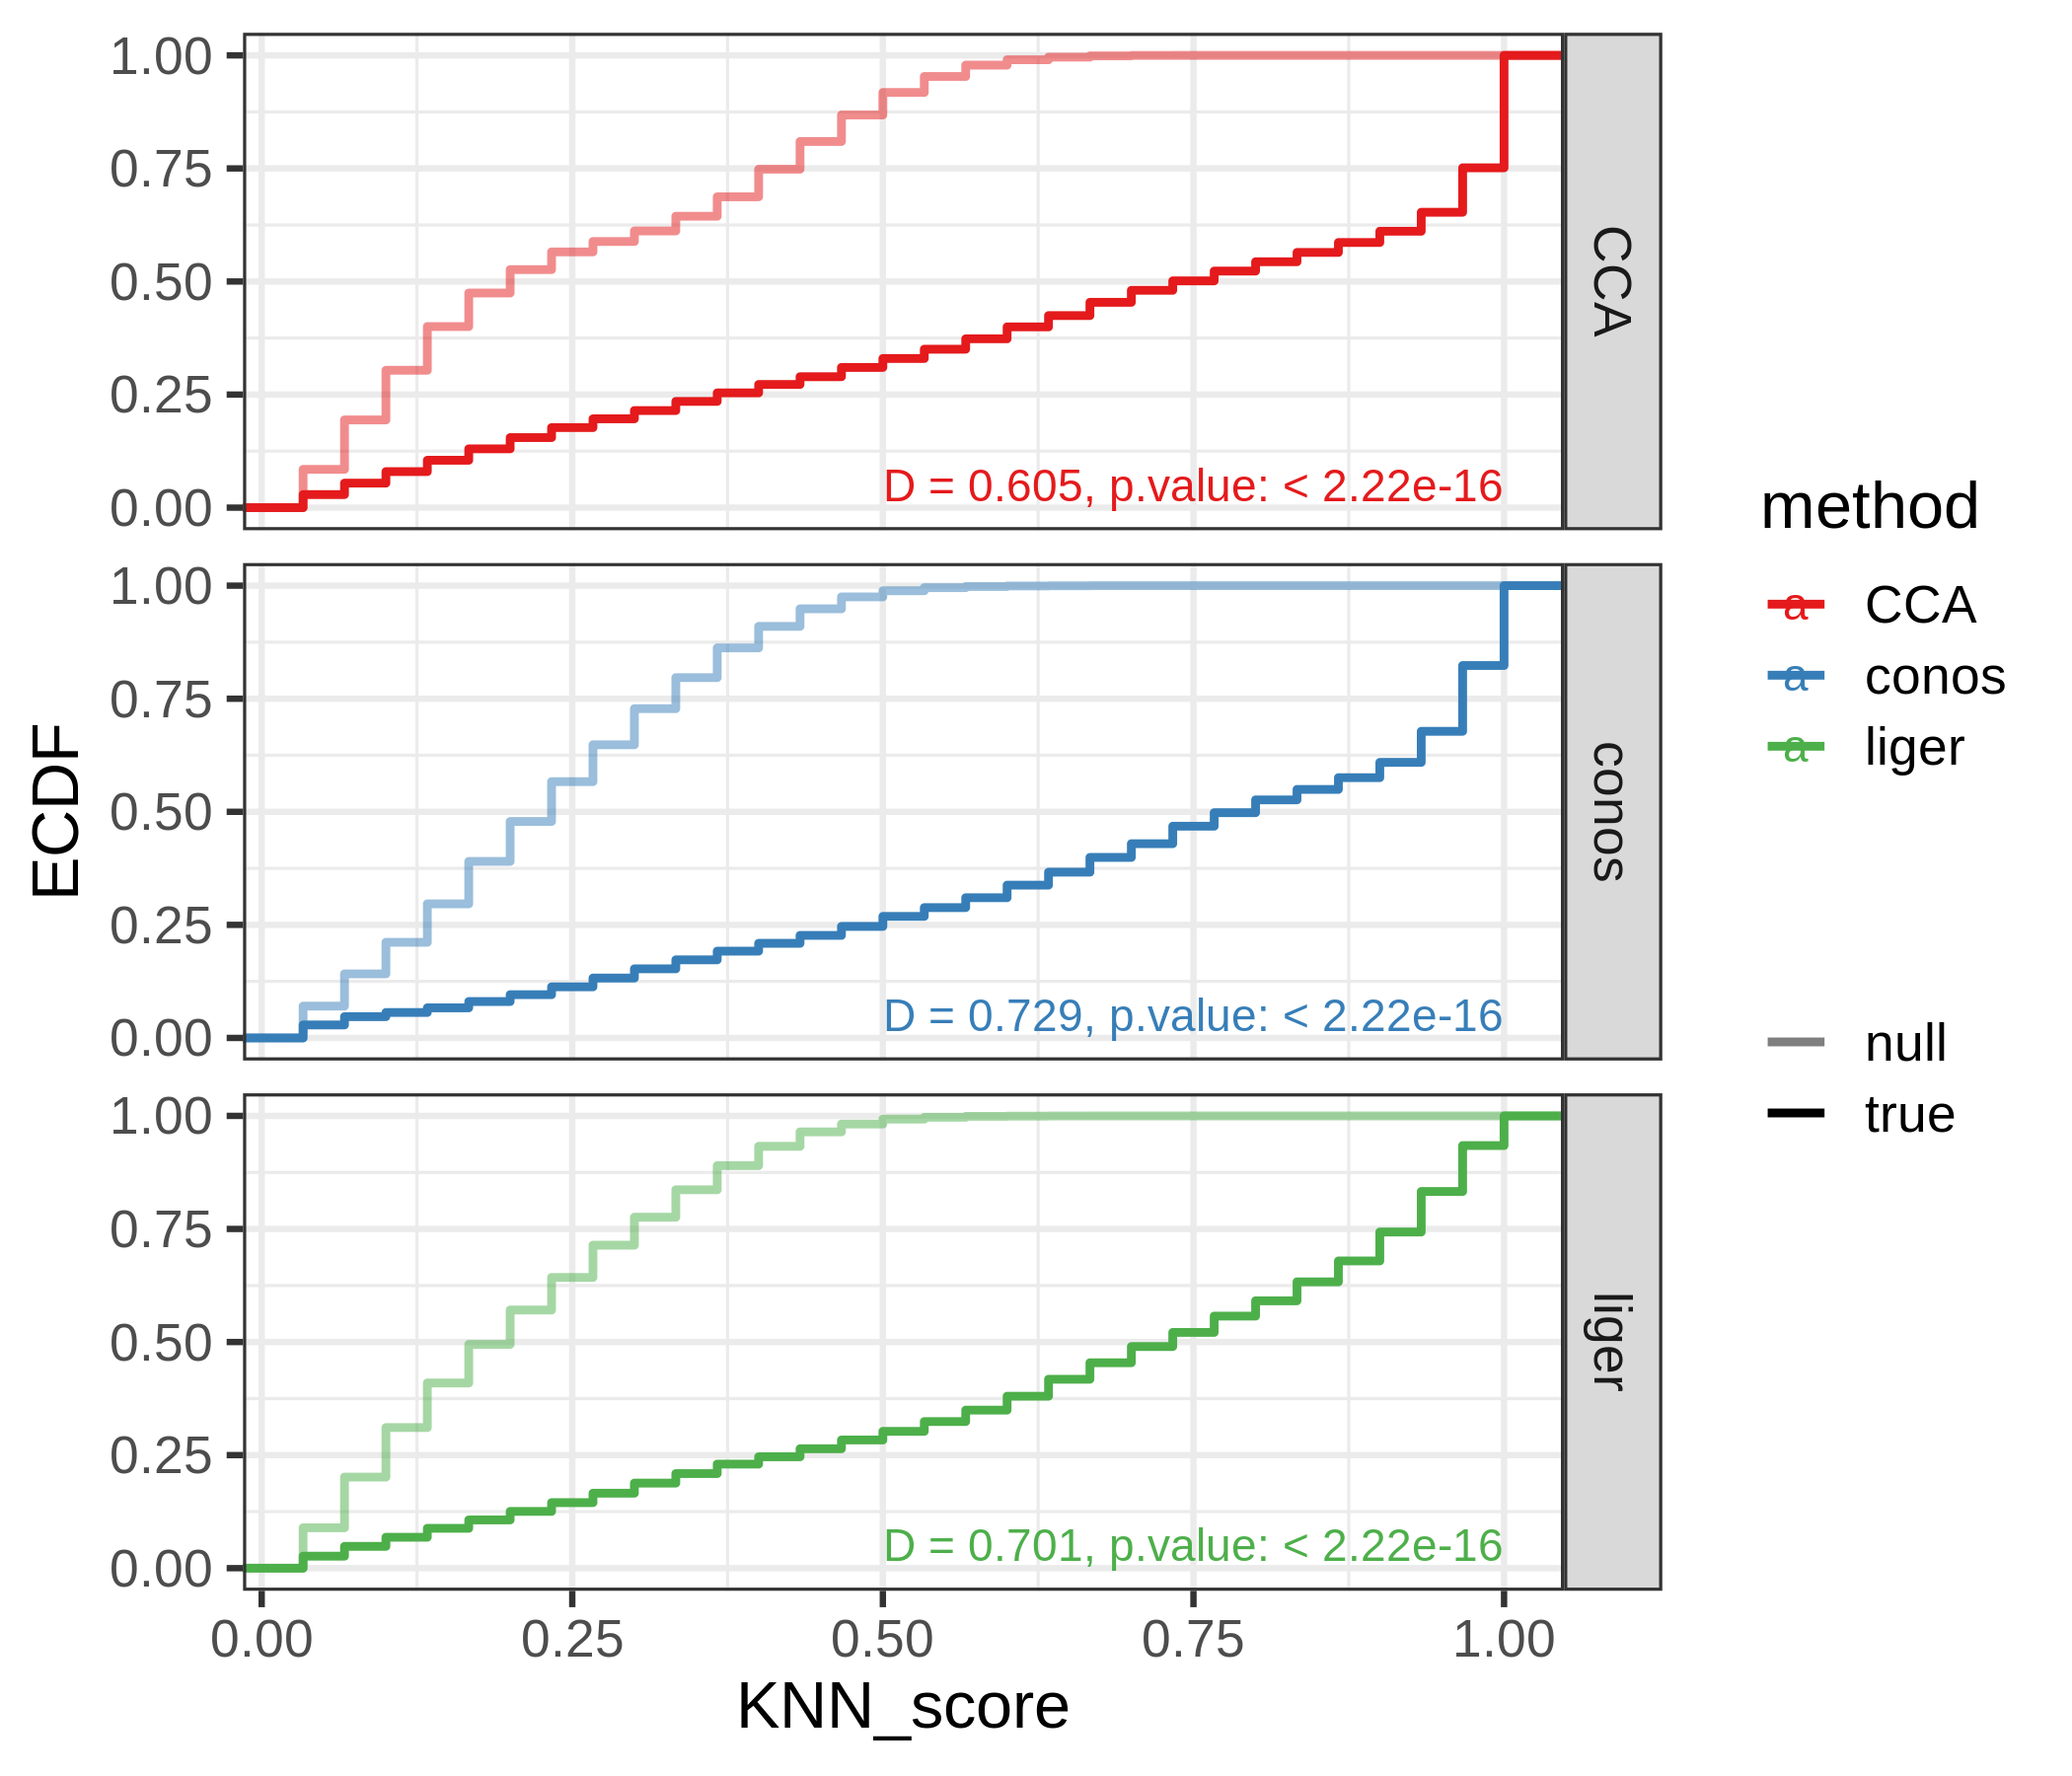 ECDF
1.00
0.75
0.50
0.25
0.00
D = 0.605, p.value: < 2.22e-16
CCA
1.00
0.75
0.50
0.25
0.00
D = 0.729, p.value: < 2.22e-16
conos
1.00
0.75
0.50
0.25
0.00
D = 0.701, p.value: < 2.22e-16
liger
0.00 0.25 0.50 0.75 1.00
KNN_score
method
a CCA
a conos
a liger
null
true